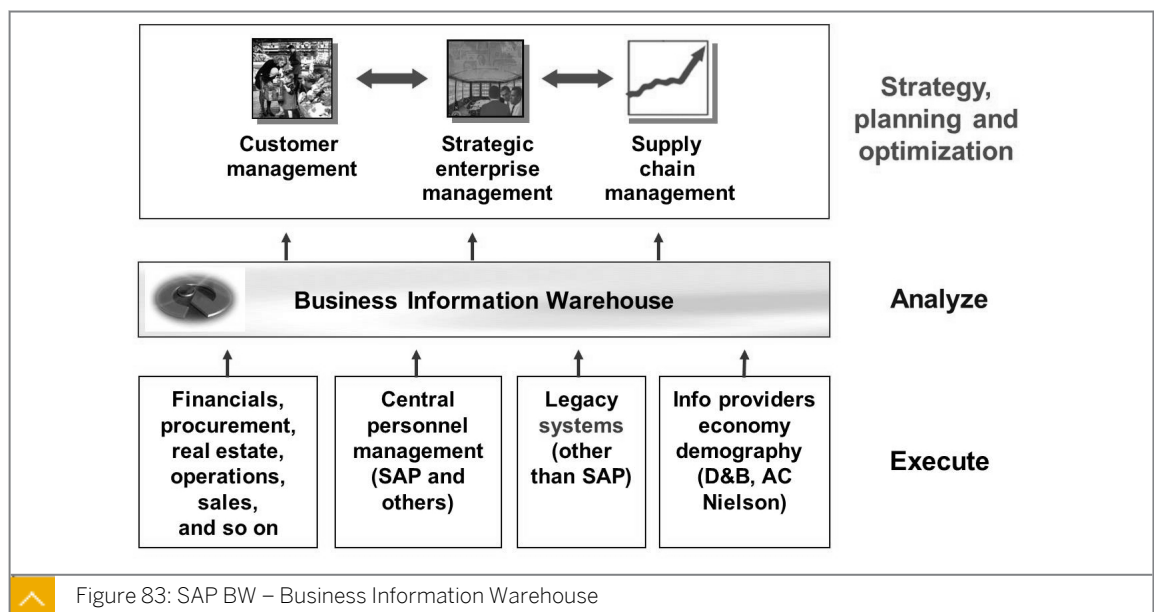 Customer
management
Strategic
enterprise
management
Supply
chain
management
Strategy,
planning and
optimization
Business Information Warehouse
Analyze
Financials,
procurement,
real estate,
operations,
sales,
and so on
Central
personnel
management
(SAP and
others)
Legacy
systems
(other
than SAP)
Info providers
economy
demography
(D&B, AC
Nielson)
Execute
Figure 83: SAP BW – Business Information Warehouse